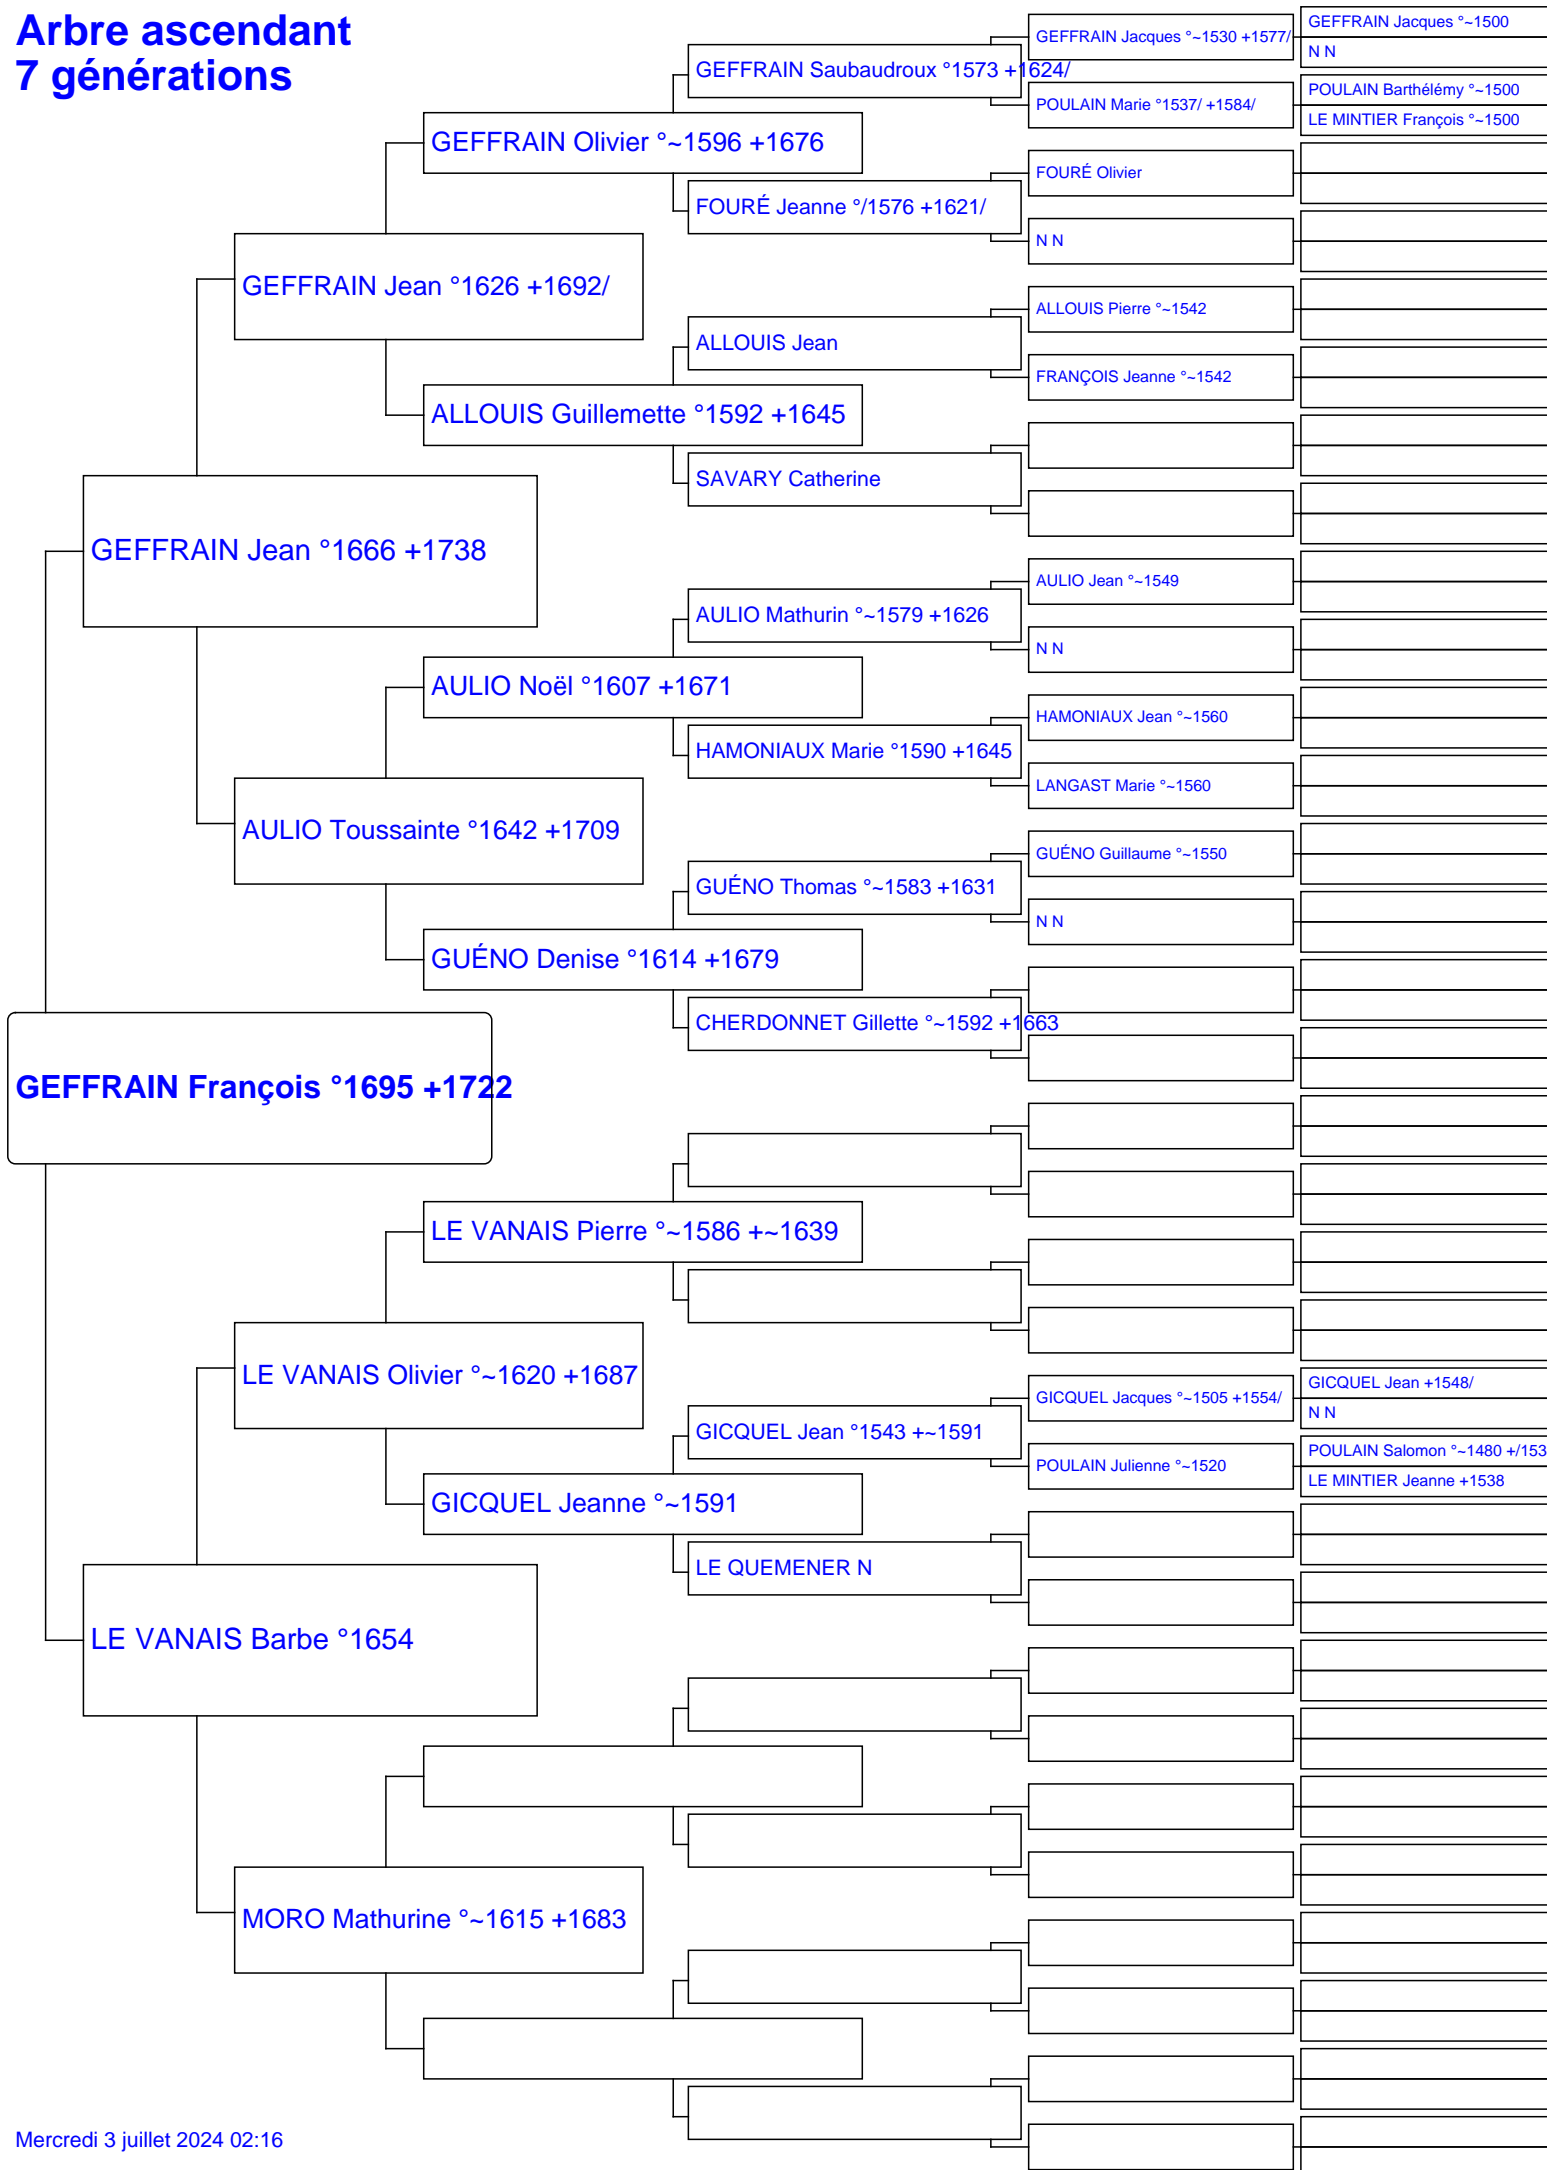 Arbre ascendant
7 générations
GEFFRAIN Jacques °~1500
GEFFRAIN Jacques °~1530 +1577/
N N
GEFFRAIN Saubaudroux °1573 +1624/
POULAIN Barthélémy °~1500
POULAIN Marie °1537/ +1584/
LE MINTIER François °~1500
GEFFRAIN Olivier °~1596 +1676
FOURÉ Olivier
FOURÉ Jeanne °/1576 +1621/
N N
GEFFRAIN Jean °1626 +1692/
ALLOUIS Pierre °~1542
ALLOUIS Jean
FRANÇOIS Jeanne °~1542
ALLOUIS Guillemette °1592 +1645
SAVARY Catherine
GEFFRAIN Jean °1666 +1738
AULIO Jean °~1549
AULIO Mathurin °~1579 +1626
N N
AULIO Noël °1607 +1671
HAMONIAUX Jean °~1560
HAMONIAUX Marie °1590 +1645
LANGAST Marie °~1560
AULIO Toussainte °1642 +1709
GUÉNO Guillaume °~1550
GUÉNO Thomas °~1583 +1631
N N
GUÉNO Denise °1614 +1679
CHERDONNET Gillette °~1592 +1663
GEFFRAIN François °1695 +1722
LE VANAIS Pierre °~1586 +~1639
LE VANAIS Olivier °~1620 +1687
GICQUEL Jean +1548/
GICQUEL Jacques °~1505 +1554/
N N
GICQUEL Jean °1543 +~1591
POULAIN Salomon °~1480 +/153
POULAIN Julienne °~1520
LE MINTIER Jeanne +1538
GICQUEL Jeanne °~1591
LE QUEMENER N
LE VANAIS Barbe °1654
MORO Mathurine °~1615 +1683
Mercredi 3 juillet 2024 02:16